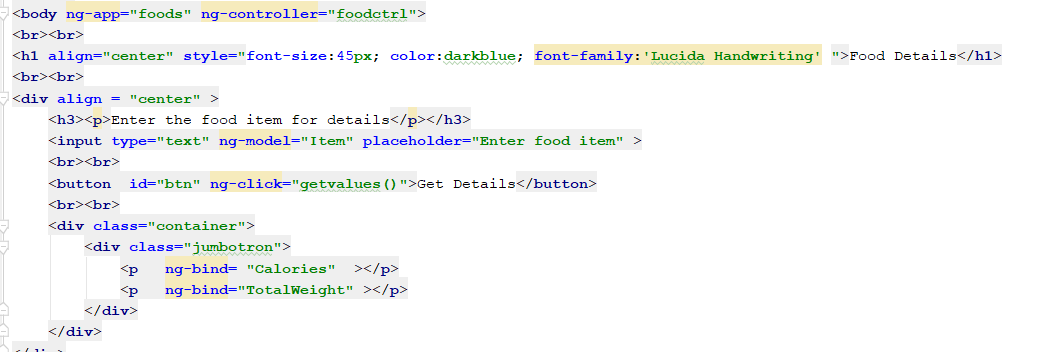 <body ng-app="foods" ng-controller="foodctrl">
<br><br>
<h1 align="center" style="font-size:45px; color:darkblue; font-family:'Lucida Handwriting' ">Food Details</h1>
<br><br>
<div align = "center" >
<h3><p>Enter the food item for details</p></h3>
<input type="text" ng-model="Item" placeholder="Enter food item" >
<br><br>
<button  id="btn" ng-click="getvalues()">Get Details</button>
<br><br>
<div class="container">
<div class="jumbotron">
<p   ng-bind= "Calories"  ></p>
<p   ng-bind="TotalWeight" ></p>
</div>
</div>